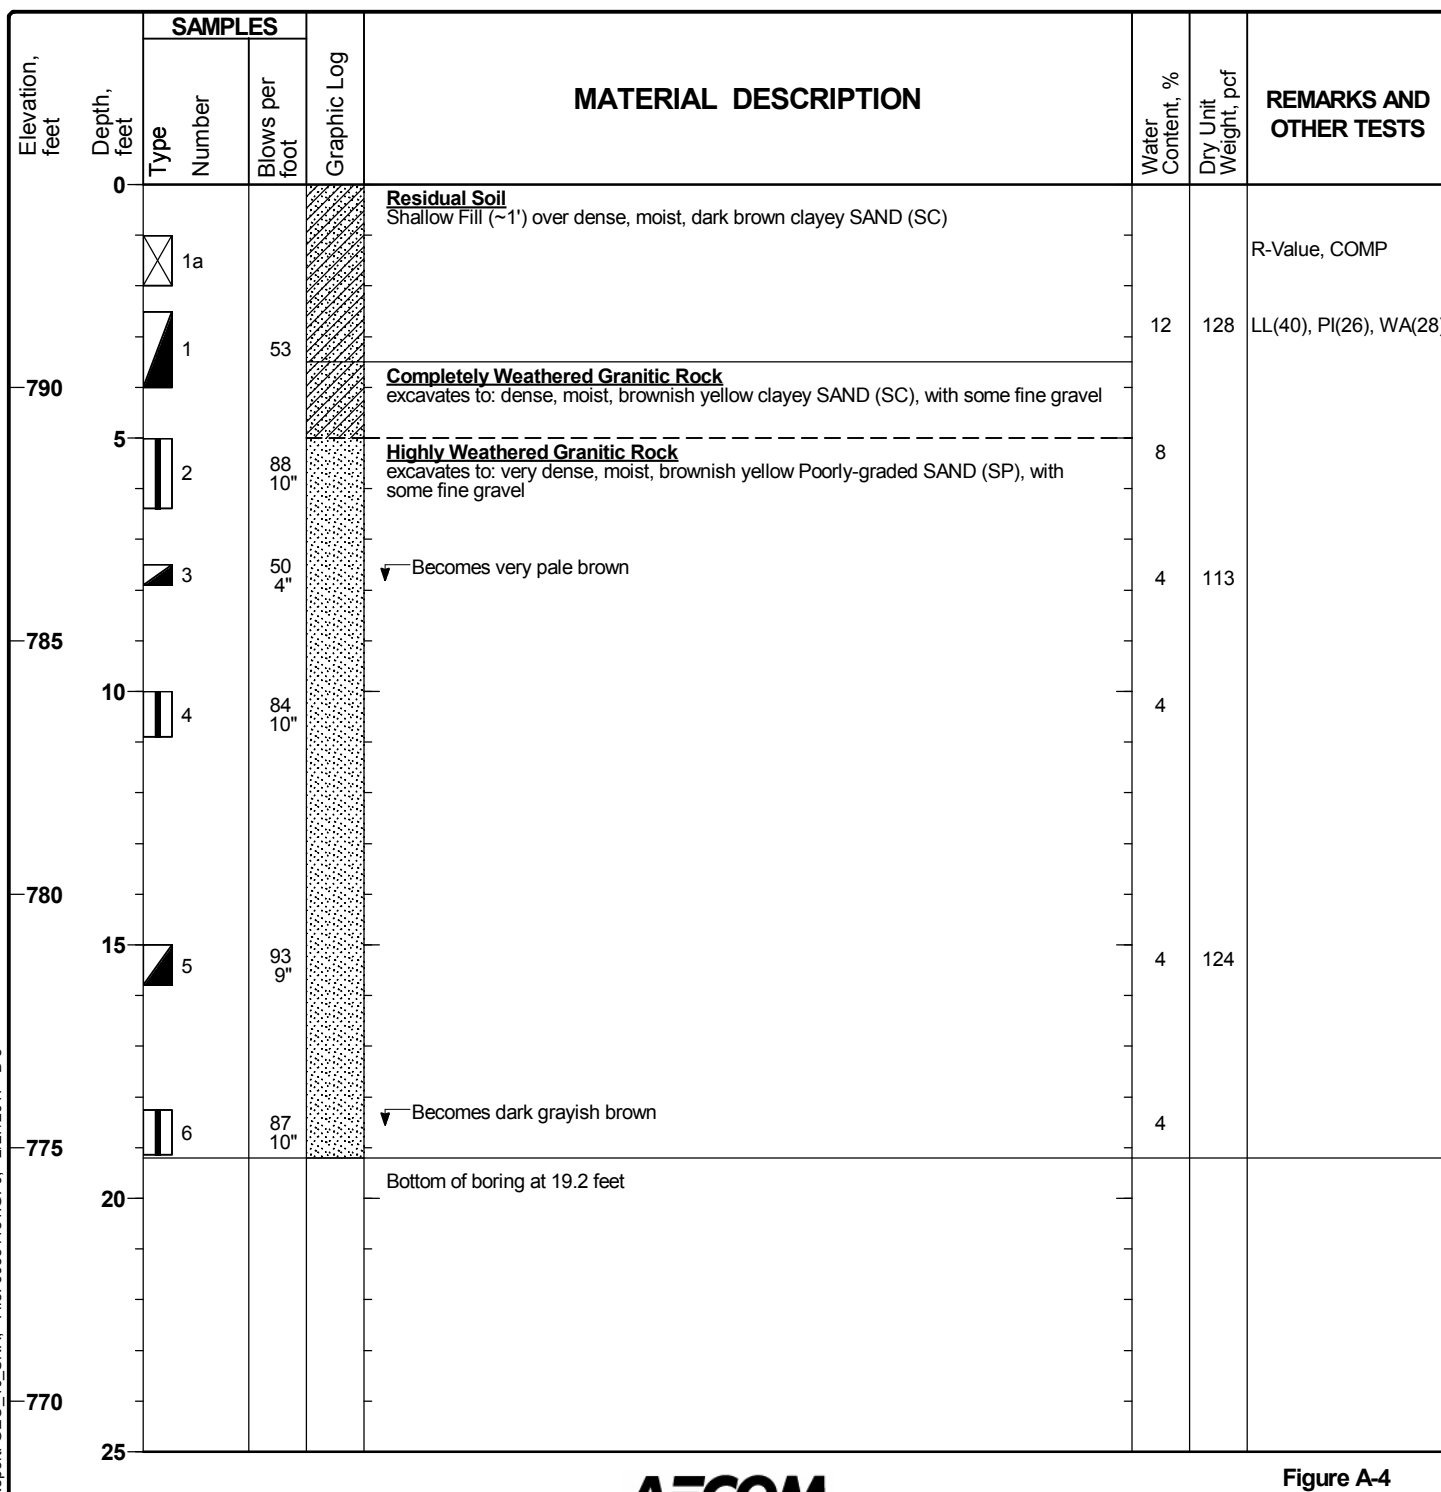 SAMPLES
Elevation, feet
Depth, feet
Type
Number
Blows per foot
Graphic Log
MATERIAL DESCRIPTION
Water Content, %
Dry Unit Weight, pcf
REMARKS AND
OTHER TESTS
0
Residual Soil
Shallow Fill (~1') over dense, moist, dark brown clayey SAND (SC)
1a
R-Value, COMP
1
53
12
128
LL(40), PI(26), WA(28)
790
Completely Weathered Granitic Rock
excavates to: dense, moist, brownish yellow clayey SAND (SC), with some fine gravel
5
Highly Weathered Granitic Rock
excavates to: very dense, moist, brownish yellow Poorly-graded SAND (SP), with
some fine gravel
2
88
10"
8
3
50
4"
Becomes very pale brown
4
113
785
10
4
84
10"
4
780
15
5
93
9"
4
124
6
87
10"
Becomes dark grayish brown
4
775
Bottom of boring at 19.2 feet
20
770
25
AECOM
Figure A-4